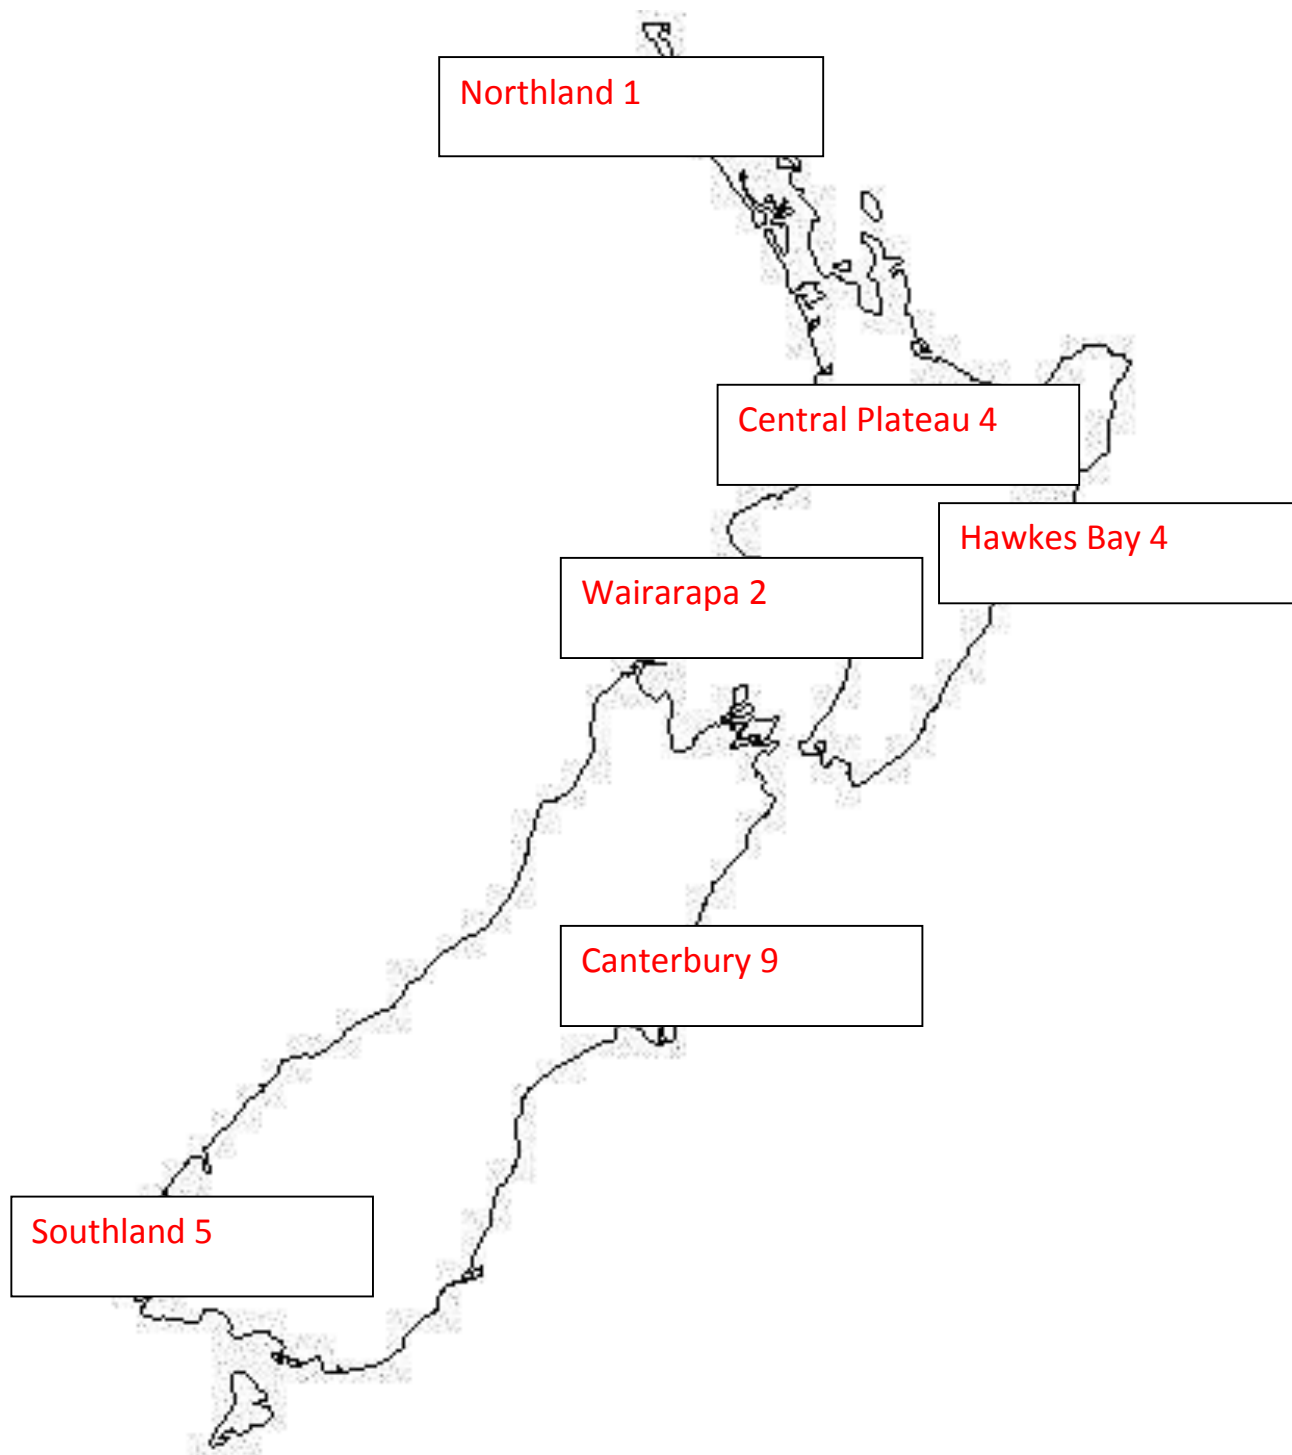 Northland 1
Central Plateau 4
Hawkes Bay 4
Wairarapa 2
Canterbury 9
Southland 5